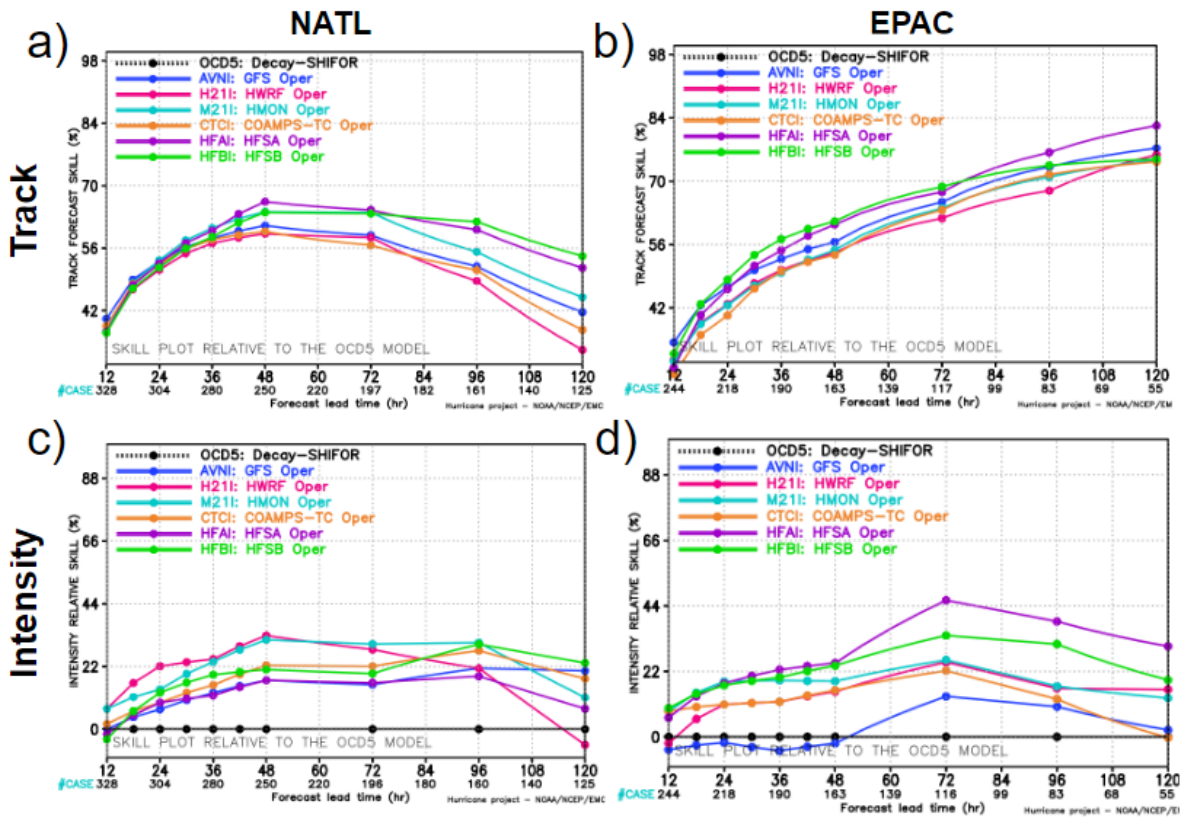 NATL
EPAC
Track
Intensity
a)
98
84
70
56
42
TRACK FORECAST SKILL (%)
OCD5: Decay-SHIFOR
AVNI: GFS Oper
H21I: HWRF Oper
M21I: HMON Oper
CTCI: COAMPS-TC Oper
HFAI: HFSA Oper
HFBI: HFSB Oper
SKILL PLOT RELATIVE TO THE OCD5 MODEL
12 24 36 48 60 72 84 96 108 120
#CASE 328 304 280 250 220 197 182 161 140 125
Forecast lead time (hr)
Hurricane project - NOAA/NCEP/EMC
b)
98
84
70
56
42
TRACK FORECAST SKILL (%)
OCD5: Decay-SHIFOR
AVNI: GFS Oper
H21I: HWRF Oper
M21I: HMON Oper
CTCI: COAMPS-TC Oper
HFAI: HFSA Oper
HFBI: HFSB Oper
SKILL PLOT RELATIVE TO THE OCD5 MODEL
12 24 36 48 60 72 84 96 108 120
#CASE 244 218 190 163 139 117 99 83 69 55
Forecast lead time (hr)
Hurricane project - NOAA/NCEP/EM
c)
88
66
44
22
0
INTENSITY RELATIVE SKILL (%)
OCD5: Decay-SHIFOR
AVNI: GFS Oper
H21I: HWRF Oper
M21I: HMON Oper
CTCI: COAMPS-TC Oper
HFAI: HFSA Oper
HFBI: HFSB Oper
SKILL PLOT RELATIVE TO THE OCD5 MODEL
12 24 36 48 60 72 84 96 108 120
#CASE 328 304 280 250 220 196 182 161 140 125
Forecast lead time (hr)
Hurricane project - NOAA/NCEP/EMC
d)
88
66
44
22
0
INTENSITY RELATIVE SKILL (%)
OCD5: Decay-SHIFOR
AVNI: GFS Oper
H21I: HWRF Oper
M21I: HMON Oper
CTCI: COAMPS-TC Oper
HFAI: HFSA Oper
HFBI: HFSB Oper
SKILL PLOT RELATIVE TO THE OCD5 MODEL
12 24 36 48 60 72 84 96 108 120
#CASE 244 218 190 163 139 116 99 83 68 55
Forecast lead time (hr)
Hurricane project - NOAA/NCEP/EI